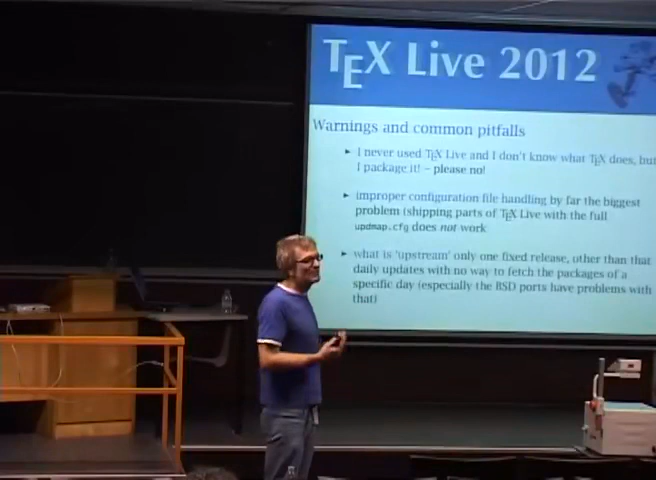 TEX Live 2012
Warnings and common pitfalls
I never used TEX Live and I don't know what TEX does, but
I package it! – please no!
improper configuration file handling by far the biggest
problem (shipping parts of TEX Live with the full
updmap.cfg does not work
what is 'upstream' only one fixed release, other than that
daily updates with no way to fetch the packages of a
specific day (especially the BSD ports have problems with
that)